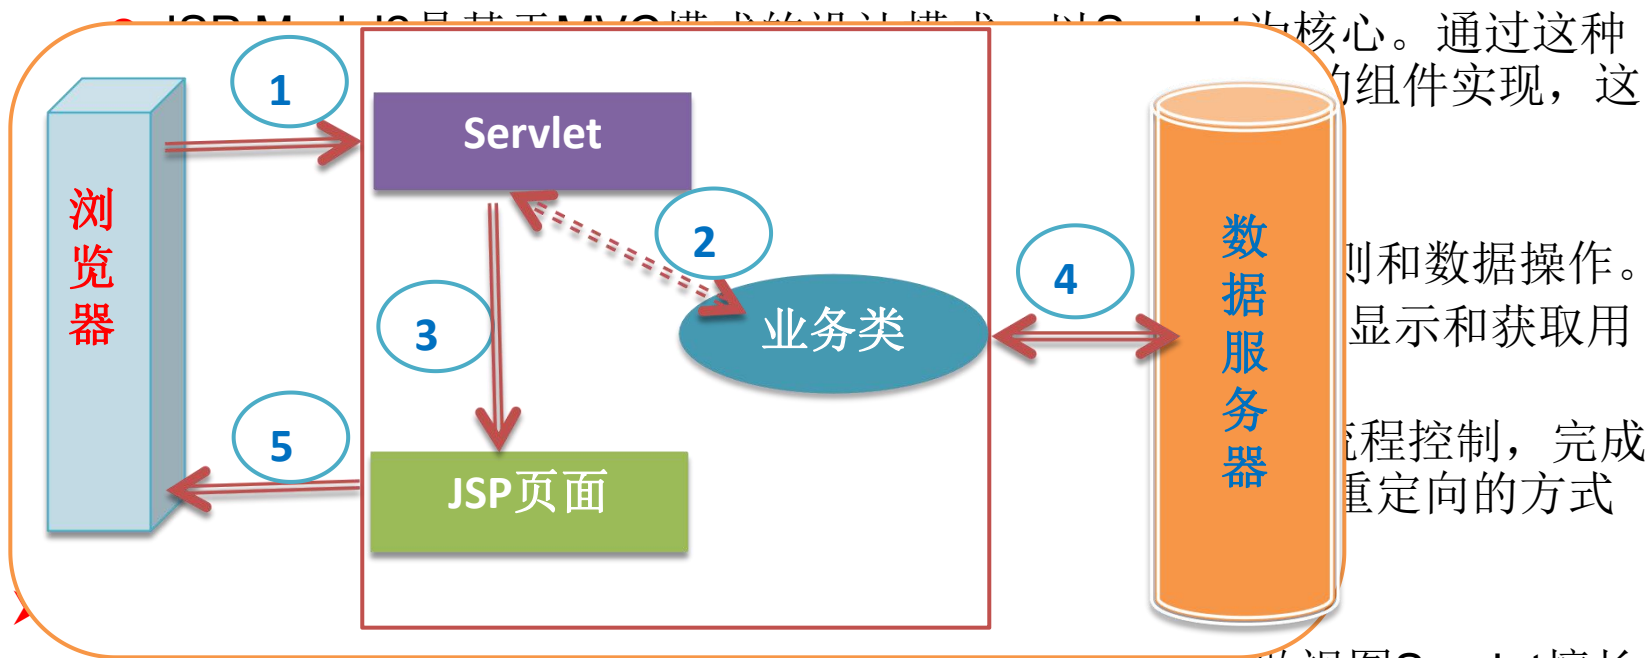 为核心。通过这种
的组件实现，这
1
Servlet
浏览器
2
数据服务器
则和数据操作。
4
业务类
3
显示和获取用
流程控制，完成
5
JSP页面
重定向的方式